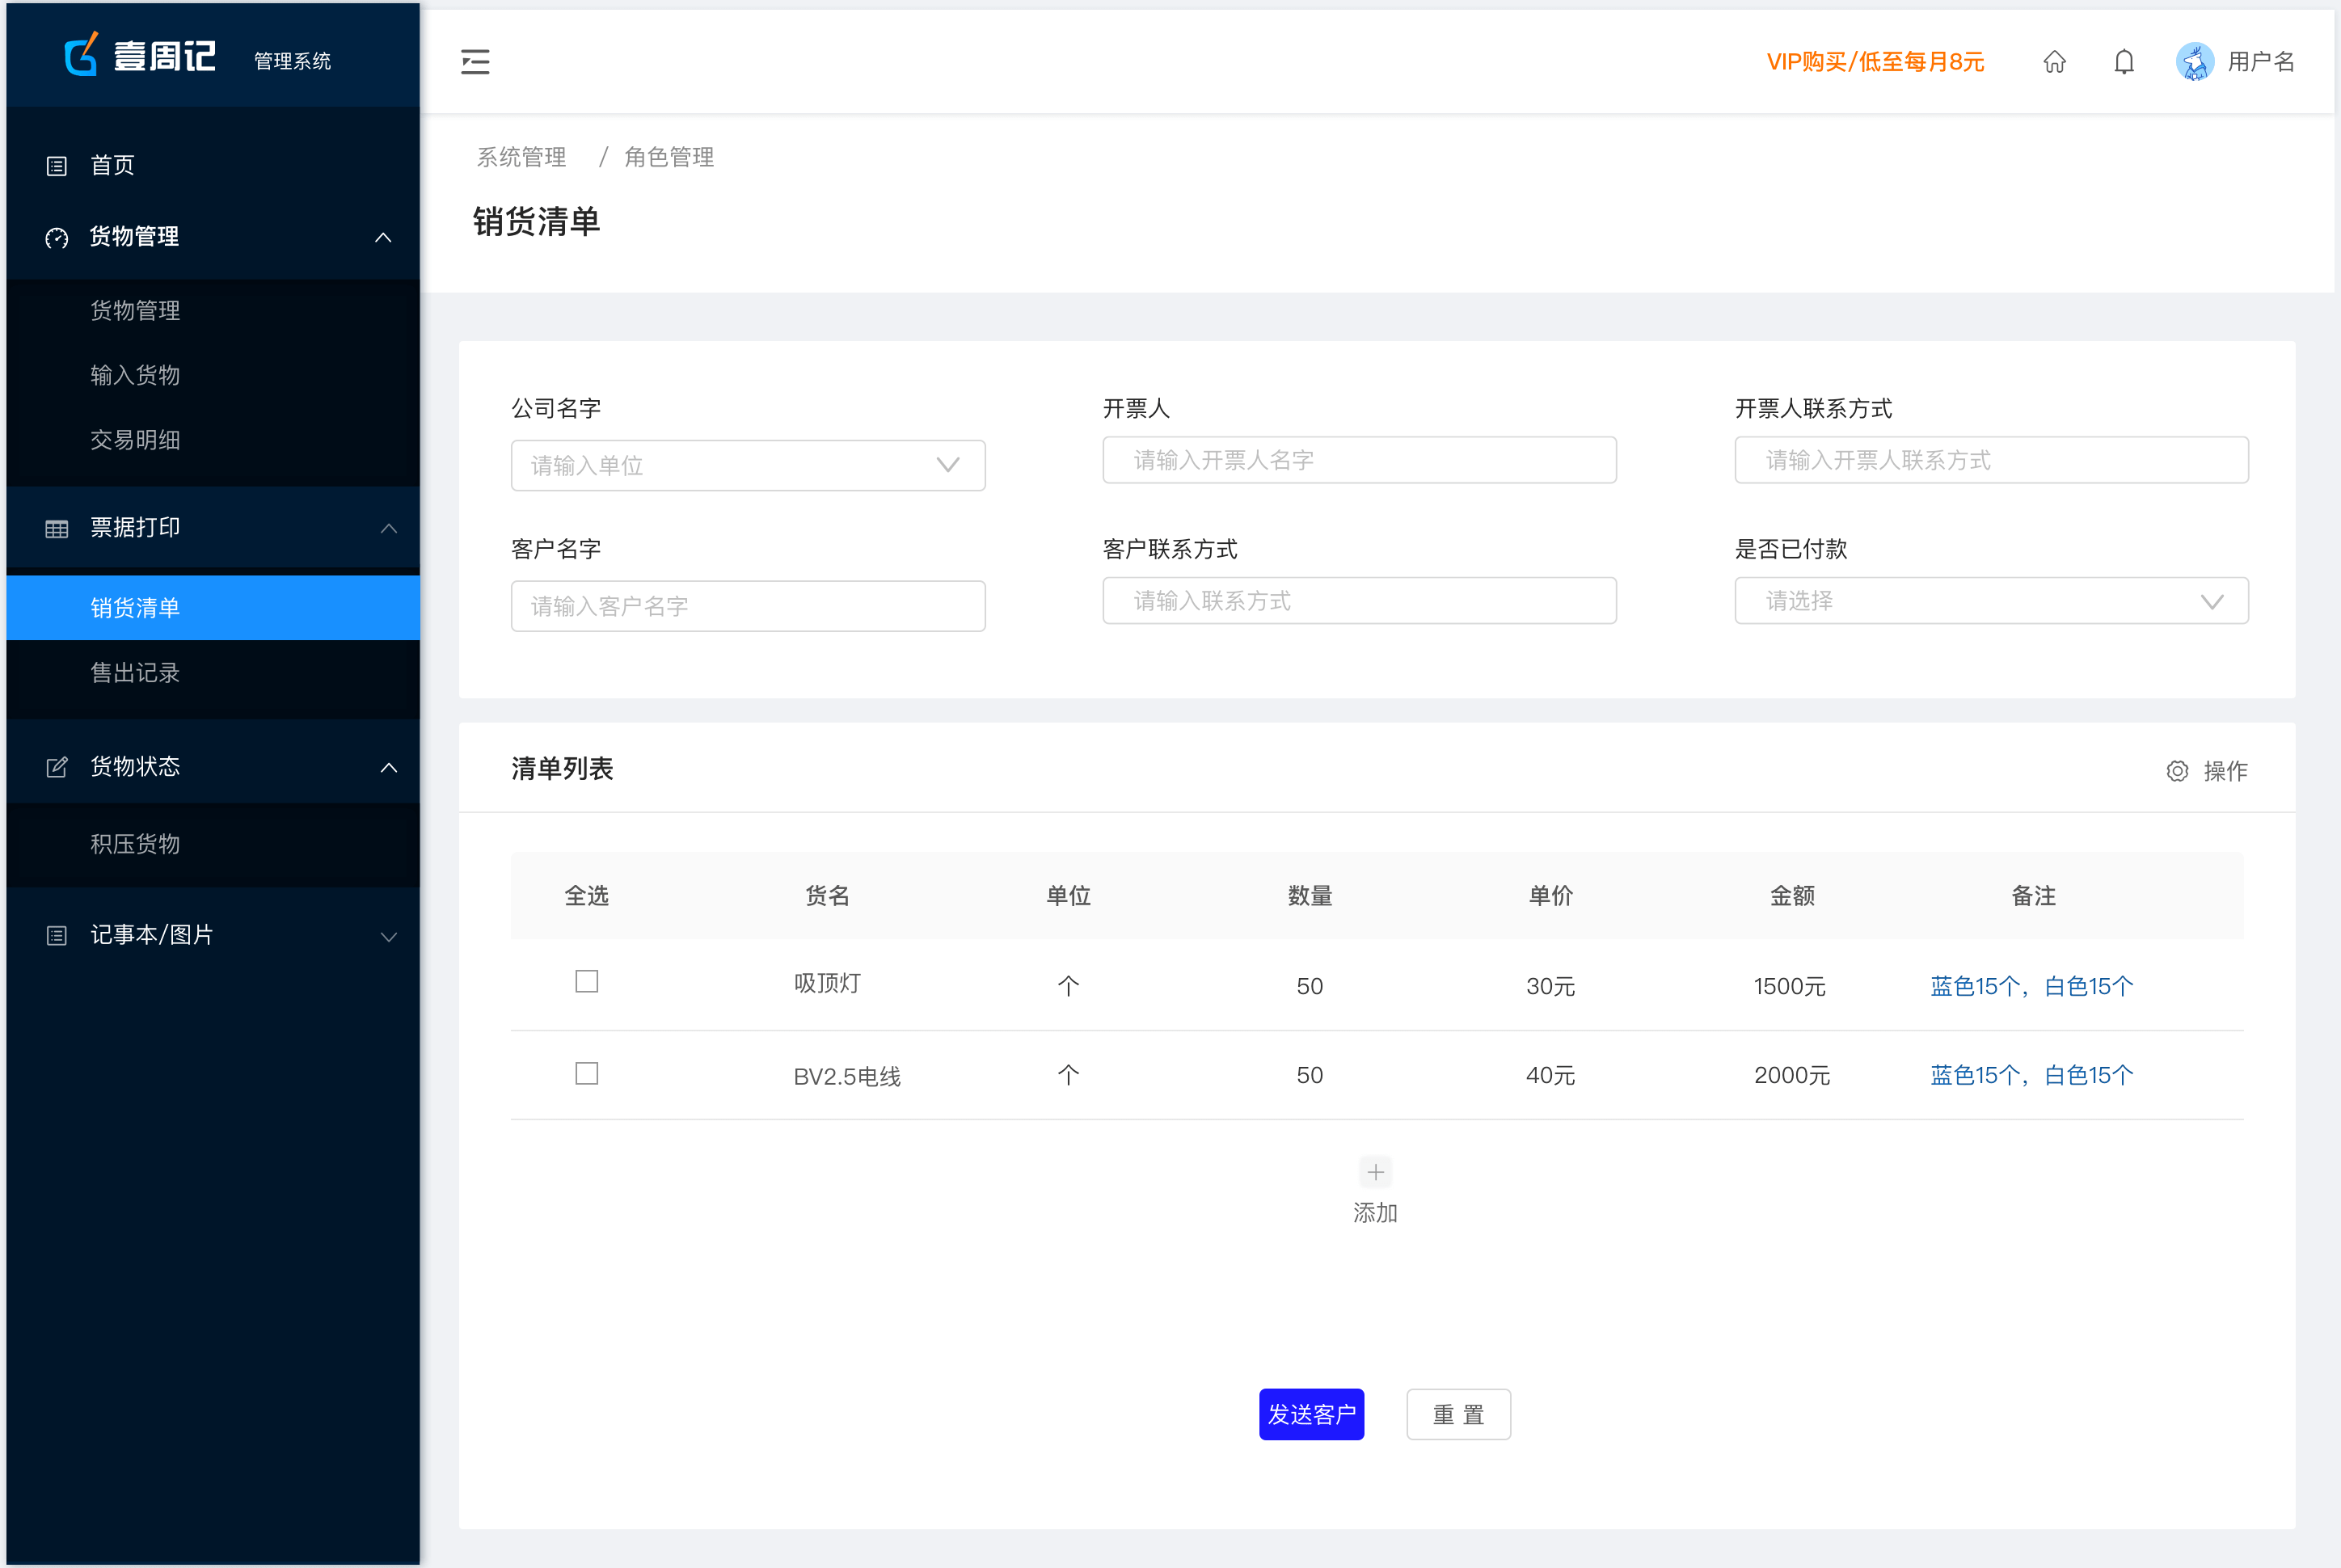 壹周记 管理系统
VIP购买/低至每月8元 用户名
首页
货物管理
货物管理
输入货物
交易明细
票据打印
销货清单
售出记录
货物状态
积压货物
记事本/图片
系统管理 / 角色管理
销货清单
公司名字 开票人 开票人联系方式
请输入单位 请输入开票人名字 请输入开票人联系方式
客户名字 客户联系方式 是否已付款
请输入客户名字 请输入联系方式 请选择
清单列表 操作
全选 货名 单位 数量 单价 金额 备注
吸顶灯 个 50 30元 1500元 蓝色15个，白色15个
BV2.5电线 个 50 40元 2000元 蓝色15个，白色15个
添加
发送客户 重 置